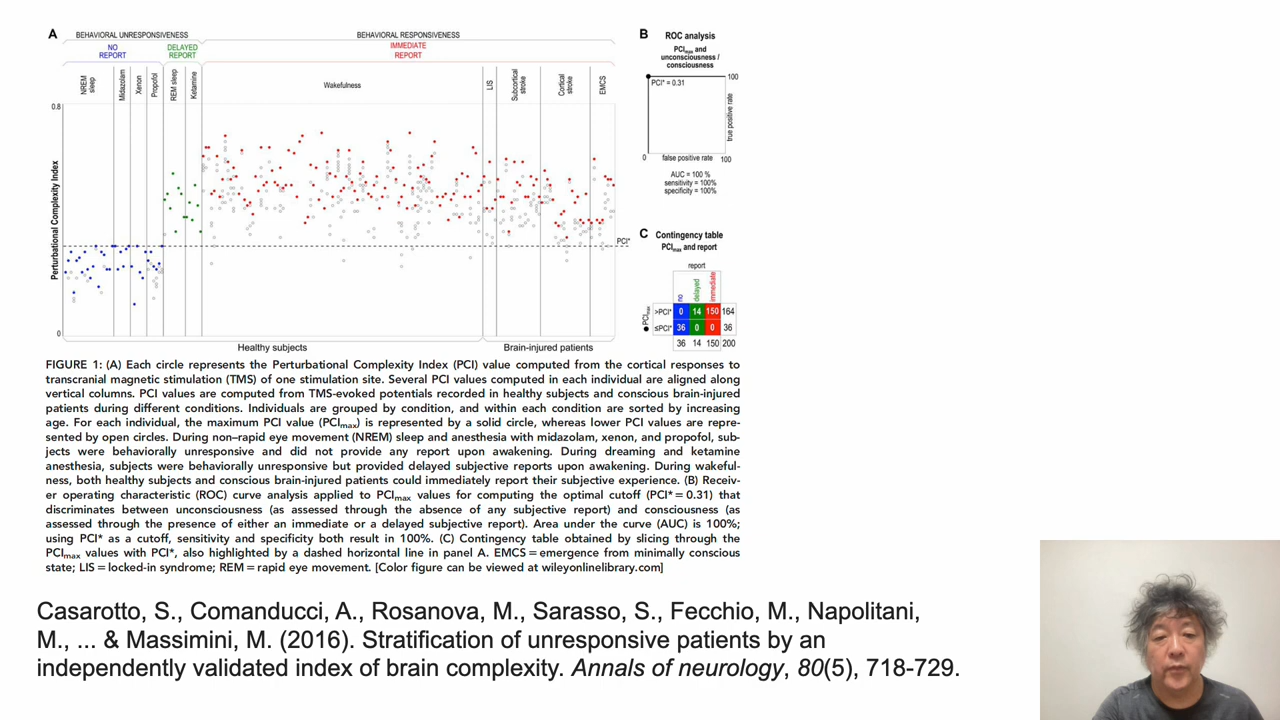 A
BEHAVIORAL UNRESPONSIVENESS
BEHAVIORAL RESPONSIVENESS
NO REPORT
DELAYED REPORT
IMMEDIATE REPORT
NREM sleep
Midazolam
Xenon
Propofol
REM sleep
Ketamine
Wakefulness
LIS
Subcortical stroke
Cortical stroke
EMCS
0.8
Perturbational Complexity Index
0
PCI*
Healthy subjects
Brain-injured patients
B
ROC analysis
PCImax and
unconsciousness /
consciousness
100
PCI* = 0.31
true positive rate
0
false positive rate
100
AUC = 100 %
sensitivity = 100%
specificity = 100%
C
Contingency table
PCImax and report
report
no
delayed
immediate
PCImax
>PCI* 0 14 150 164
≤PCI* 36 0 0 36
36 14 150 200
FIGURE 1: (A) Each circle represents the Perturbational Complexity Index (PCI) value computed from the cortical responses to
transcranial magnetic stimulation (TMS) of one stimulation site. Several PCI values computed in each individual are aligned along
vertical columns. PCI values are computed from TMS-evoked potentials recorded in healthy subjects and conscious brain-injured
patients during different conditions. Individuals are grouped by condition, and within each condition are sorted by increasing
age. For each individual, the maximum PCI value (PCImax) is represented by a solid circle, whereas lower PCI values are repre-
sented by open circles. During non–rapid eye movement (NREM) sleep and anesthesia with midazolam, xenon, and propofol, sub-
jects were behaviorally unresponsive and did not provide any report upon awakening. During dreaming and ketamine
anesthesia, subjects were behaviorally unresponsive but provided delayed subjective reports upon awakening. During wakeful-
ness, both healthy subjects and conscious brain-injured patients could immediately report their subjective experience. (B) Receiv-
er operating characteristic (ROC) curve analysis applied to PCImax values for computing the optimal cutoff (PCI* = 0.31) that
discriminates between unconsciousness (as assessed through the absence of any subjective report) and consciousness (as
assessed through the presence of either an immediate or a delayed subjective report). Area under the curve (AUC) is 100%;
using PCI* as a cutoff, sensitivity and specificity both result in 100%. (C) Contingency table obtained by slicing through the
PCImax values with PCI*, also highlighted by a dashed horizontal line in panel A. EMCS = emergence from minimally conscious
state; LIS = locked-in syndrome; REM = rapid eye movement. [Color figure can be viewed at wileyonlinelibrary.com]
Casarotto, S., Comanducci, A., Rosanova, M., Sarasso, S., Fecchio, M., Napolitani,
M., ... & Massimini, M. (2016). Stratification of unresponsive patients by an
independently validated index of brain complexity. Annals of neurology, 80(5), 718-729.